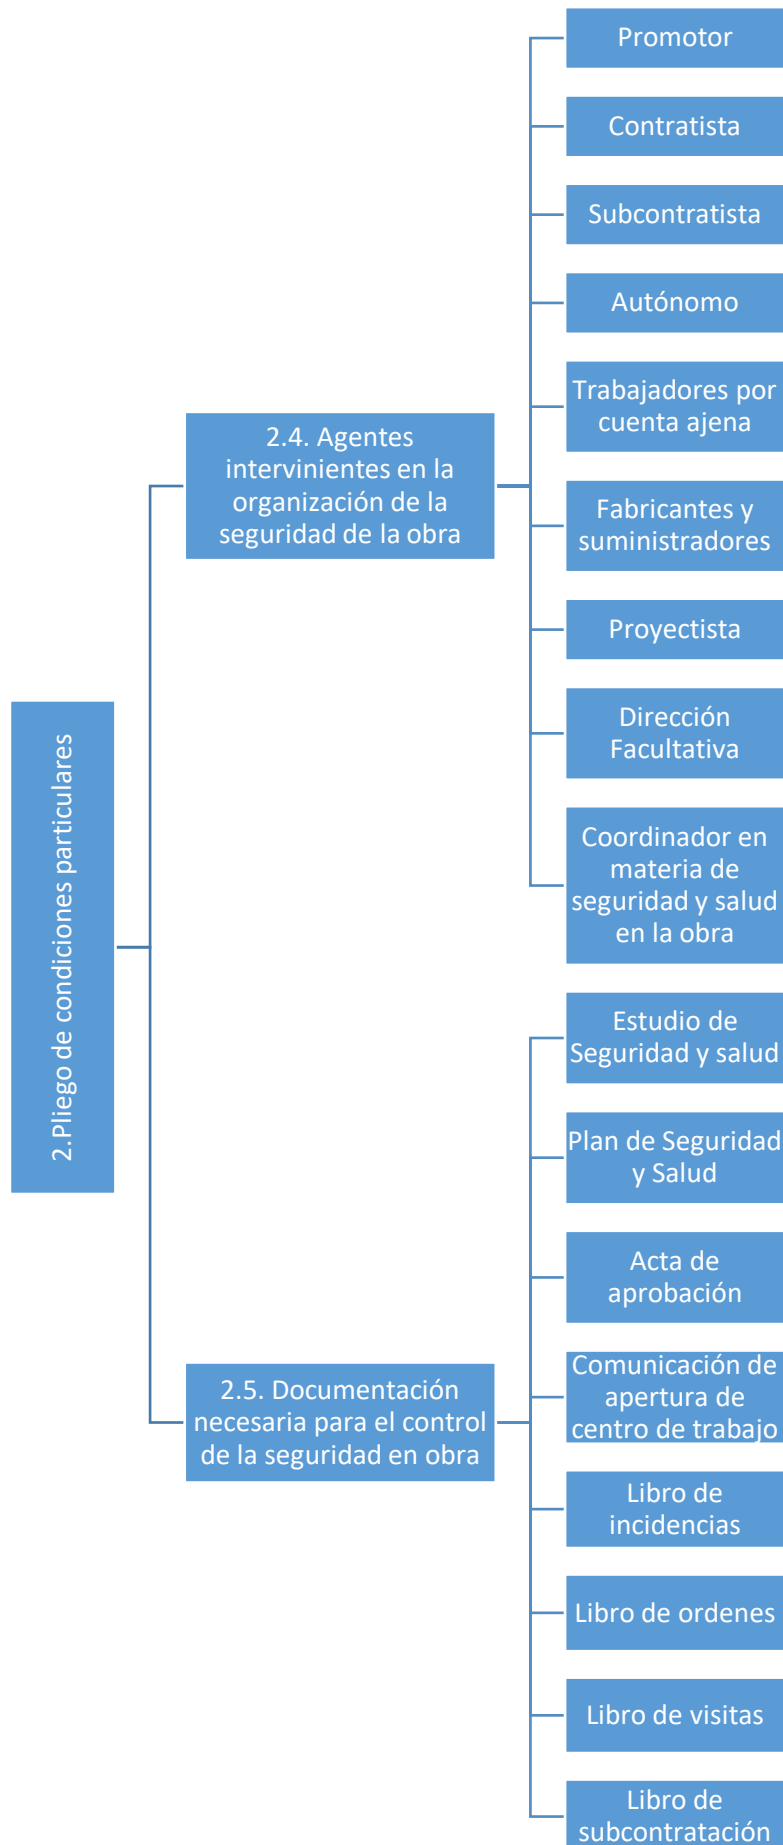 2.Pliego de condiciones particulares
2.4. Agentes
intervinientes en la
organización de la
seguridad de la obra
Promotor
Contratista
Subcontratista
Autónomo
Trabajadores por
cuenta ajena
Fabricantes y
suministradores
Proyectista
Dirección
Facultativa
Coordinador en
materia de
seguridad y salud
en la obra
2.5. Documentación
necesaria para el control
de la seguridad en obra
Estudio de
Seguridad y salud
Plan de Seguridad
y Salud
Acta de
aprobación
Comunicación de
apertura de
centro de trabajo
Libro de
incidencias
Libro de ordenes
Libro de visitas
Libro de
subcontratación